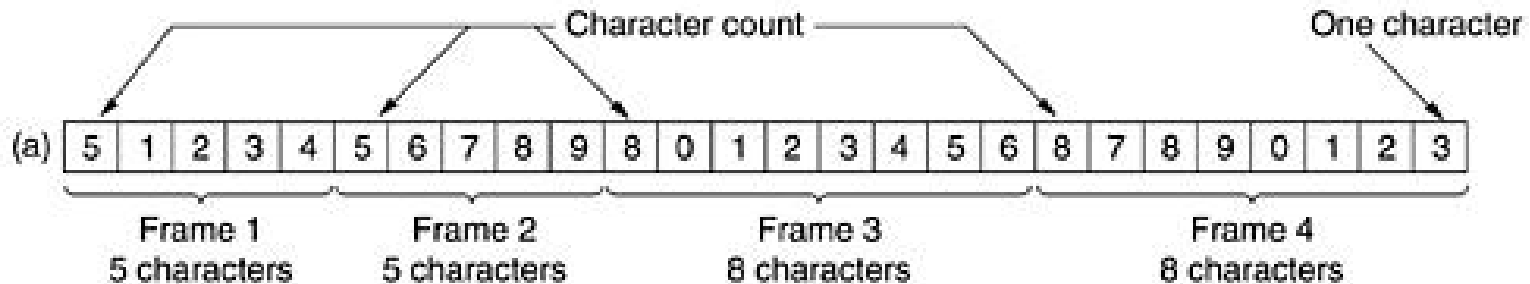 Character count One character
(a) 5 1 2 3 4 5 6 7 8 9 8 0 1 2 3 4 5 6 8 7 8 9 0 1 2 3
Frame 1 Frame 2 Frame 3 Frame 4
5 characters 5 characters 8 characters 8 characters